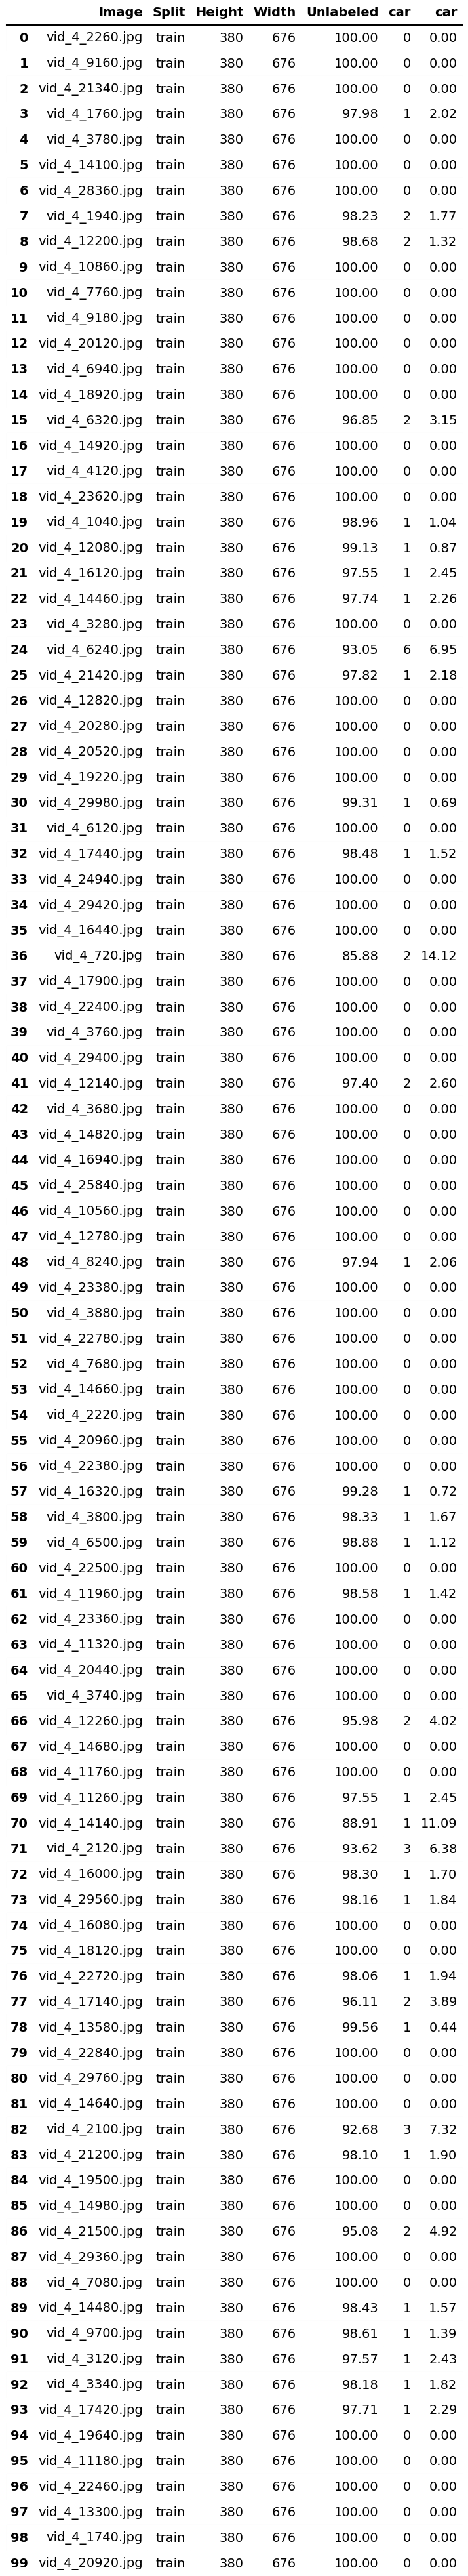 Image Split Height Width Unlabeled car car
0 vid_4_2260.jpg train 380 676 100.00 0 0.00
1 vid_4_9160.jpg train 380 676 100.00 0 0.00
2 vid_4_21340.jpg train 380 676 100.00 0 0.00
3 vid_4_1760.jpg train 380 676 97.98 1 2.02
4 vid_4_3780.jpg train 380 676 100.00 0 0.00
5 vid_4_14100.jpg train 380 676 100.00 0 0.00
6 vid_4_28360.jpg train 380 676 100.00 0 0.00
7 vid_4_1940.jpg train 380 676 98.23 2 1.77
8 vid_4_12200.jpg train 380 676 98.68 2 1.32
9 vid_4_10860.jpg train 380 676 100.00 0 0.00
10 vid_4_7760.jpg train 380 676 100.00 0 0.00
11 vid_4_9180.jpg train 380 676 100.00 0 0.00
12 vid_4_20120.jpg train 380 676 100.00 0 0.00
13 vid_4_6940.jpg train 380 676 100.00 0 0.00
14 vid_4_18920.jpg train 380 676 100.00 0 0.00
15 vid_4_6320.jpg train 380 676 96.85 2 3.15
16 vid_4_14920.jpg train 380 676 100.00 0 0.00
17 vid_4_4120.jpg train 380 676 100.00 0 0.00
18 vid_4_23620.jpg train 380 676 100.00 0 0.00
19 vid_4_1040.jpg train 380 676 98.96 1 1.04
20 vid_4_12080.jpg train 380 676 99.13 1 0.87
21 vid_4_16120.jpg train 380 676 97.55 1 2.45
22 vid_4_14460.jpg train 380 676 97.74 1 2.26
23 vid_4_3280.jpg train 380 676 100.00 0 0.00
24 vid_4_6240.jpg train 380 676 93.05 6 6.95
25 vid_4_21420.jpg train 380 676 97.82 1 2.18
26 vid_4_12820.jpg train 380 676 100.00 0 0.00
27 vid_4_20280.jpg train 380 676 100.00 0 0.00
28 vid_4_20520.jpg train 380 676 100.00 0 0.00
29 vid_4_19220.jpg train 380 676 100.00 0 0.00
30 vid_4_29980.jpg train 380 676 99.31 1 0.69
31 vid_4_6120.jpg train 380 676 100.00 0 0.00
32 vid_4_17440.jpg train 380 676 98.48 1 1.52
33 vid_4_24940.jpg train 380 676 100.00 0 0.00
34 vid_4_29420.jpg train 380 676 100.00 0 0.00
35 vid_4_16440.jpg train 380 676 100.00 0 0.00
36 vid_4_720.jpg train 380 676 85.88 2 14.12
37 vid_4_17900.jpg train 380 676 100.00 0 0.00
38 vid_4_22400.jpg train 380 676 100.00 0 0.00
39 vid_4_3760.jpg train 380 676 100.00 0 0.00
40 vid_4_29400.jpg train 380 676 100.00 0 0.00
41 vid_4_12140.jpg train 380 676 97.40 2 2.60
42 vid_4_3680.jpg train 380 676 100.00 0 0.00
43 vid_4_14820.jpg train 380 676 100.00 0 0.00
44 vid_4_16940.jpg train 380 676 100.00 0 0.00
45 vid_4_25840.jpg train 380 676 100.00 0 0.00
46 vid_4_10560.jpg train 380 676 100.00 0 0.00
47 vid_4_12780.jpg train 380 676 100.00 0 0.00
48 vid_4_8240.jpg train 380 676 97.94 1 2.06
49 vid_4_23380.jpg train 380 676 100.00 0 0.00
50 vid_4_3880.jpg train 380 676 100.00 0 0.00
51 vid_4_22780.jpg train 380 676 100.00 0 0.00
52 vid_4_7680.jpg train 380 676 100.00 0 0.00
53 vid_4_14660.jpg train 380 676 100.00 0 0.00
54 vid_4_2220.jpg train 380 676 100.00 0 0.00
55 vid_4_20960.jpg train 380 676 100.00 0 0.00
56 vid_4_22380.jpg train 380 676 100.00 0 0.00
57 vid_4_16320.jpg train 380 676 99.28 1 0.72
58 vid_4_3800.jpg train 380 676 98.33 1 1.67
59 vid_4_6500.jpg train 380 676 98.88 1 1.12
60 vid_4_22500.jpg train 380 676 100.00 0 0.00
61 vid_4_11960.jpg train 380 676 98.58 1 1.42
62 vid_4_23360.jpg train 380 676 100.00 0 0.00
63 vid_4_11320.jpg train 380 676 100.00 0 0.00
64 vid_4_20440.jpg train 380 676 100.00 0 0.00
65 vid_4_3740.jpg train 380 676 100.00 0 0.00
66 vid_4_12260.jpg train 380 676 95.98 2 4.02
67 vid_4_14680.jpg train 380 676 100.00 0 0.00
68 vid_4_11760.jpg train 380 676 100.00 0 0.00
69 vid_4_11260.jpg train 380 676 97.55 1 2.45
70 vid_4_14140.jpg train 380 676 88.91 1 11.09
71 vid_4_2120.jpg train 380 676 93.62 3 6.38
72 vid_4_16000.jpg train 380 676 98.30 1 1.70
73 vid_4_29560.jpg train 380 676 98.16 1 1.84
74 vid_4_16080.jpg train 380 676 100.00 0 0.00
75 vid_4_18120.jpg train 380 676 100.00 0 0.00
76 vid_4_22720.jpg train 380 676 98.06 1 1.94
77 vid_4_17140.jpg train 380 676 96.11 2 3.89
78 vid_4_13580.jpg train 380 676 99.56 1 0.44
79 vid_4_22840.jpg train 380 676 100.00 0 0.00
80 vid_4_29760.jpg train 380 676 100.00 0 0.00
81 vid_4_14640.jpg train 380 676 100.00 0 0.00
82 vid_4_2100.jpg train 380 676 92.68 3 7.32
83 vid_4_21200.jpg train 380 676 98.10 1 1.90
84 vid_4_19500.jpg train 380 676 100.00 0 0.00
85 vid_4_14980.jpg train 380 676 100.00 0 0.00
86 vid_4_21500.jpg train 380 676 95.08 2 4.92
87 vid_4_29360.jpg train 380 676 100.00 0 0.00
88 vid_4_7080.jpg train 380 676 100.00 0 0.00
89 vid_4_14480.jpg train 380 676 98.43 1 1.57
90 vid_4_9700.jpg train 380 676 98.61 1 1.39
91 vid_4_3120.jpg train 380 676 97.57 1 2.43
92 vid_4_3340.jpg train 380 676 98.18 1 1.82
93 vid_4_17420.jpg train 380 676 97.71 1 2.29
94 vid_4_19640.jpg train 380 676 100.00 0 0.00
95 vid_4_11180.jpg train 380 676 100.00 0 0.00
96 vid_4_22460.jpg train 380 676 100.00 0 0.00
97 vid_4_13300.jpg train 380 676 100.00 0 0.00
98 vid_4_1740.jpg train 380 676 100.00 0 0.00
99 vid_4_20920.jpg train 380 676 100.00 0 0.00